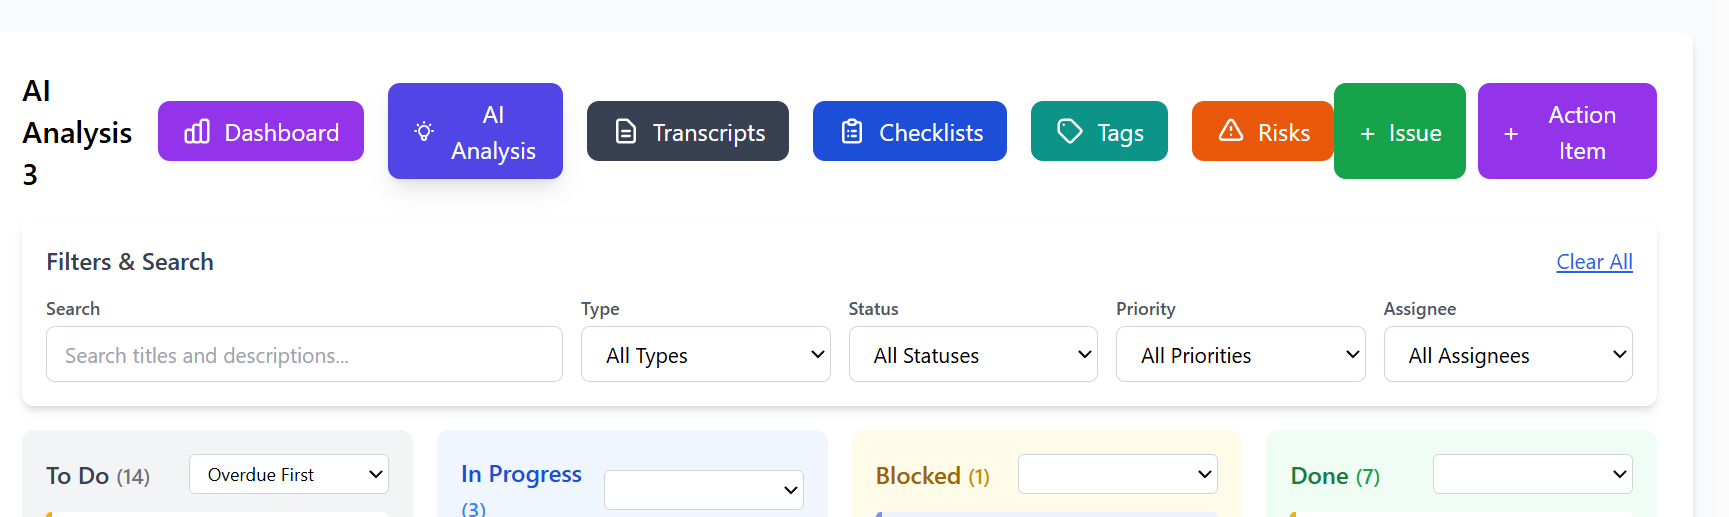 AI
Analysis
3
Dashboard
AI
Analysis
Transcripts
Checklists
Tags
Risks
+ Issue
+ Action
Item
Filters & Search
Clear All
Search
Type
Status
Priority
Assignee
Search titles and descriptions...
All Types
All Statuses
All Priorities
All Assignees
To Do (14)
Overdue First
In Progress
(3)
Blocked (1)
Done (7)